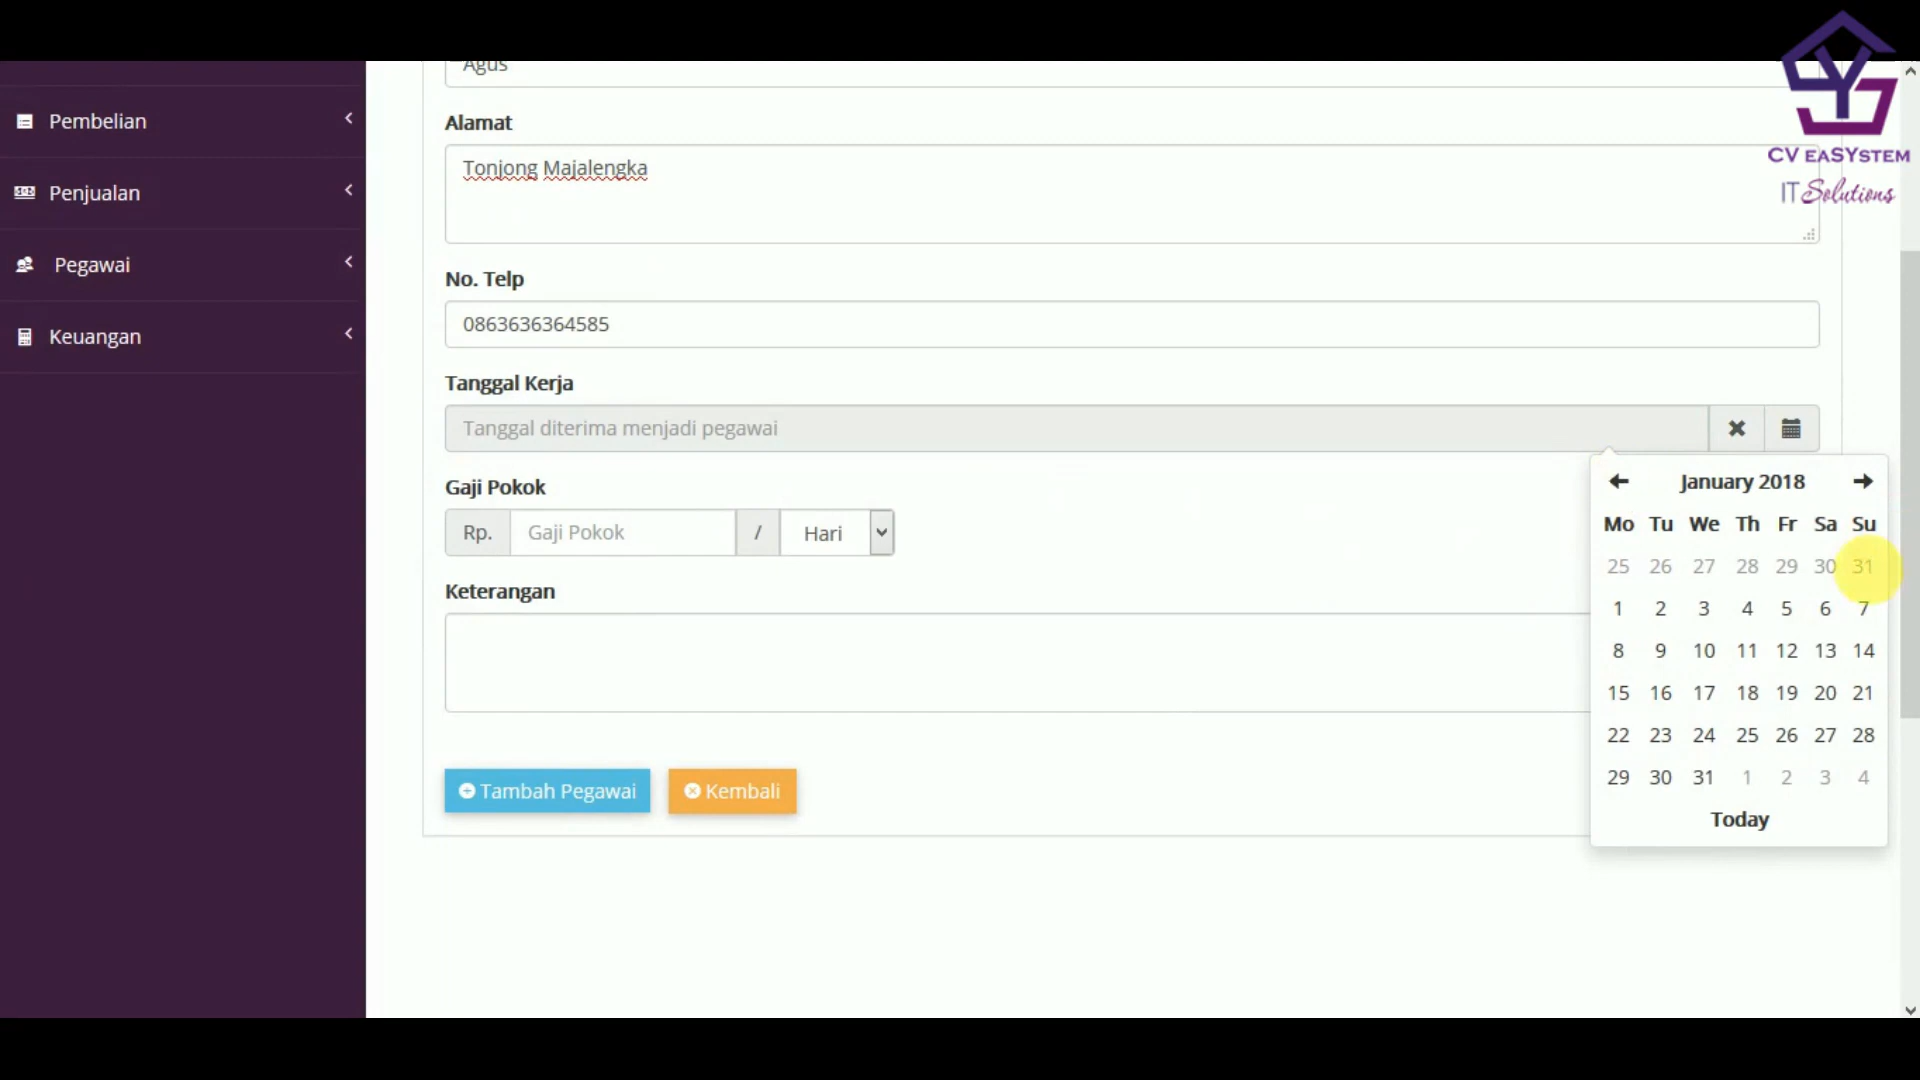 Agus
CV EASYSTEM
IT Solutions
Pembelian
Penjualan
Pegawai
Keuangan
Alamat
Tonjong Majalengka
No. Telp
0863636364585
Tanggal Kerja
Tanggal diterima menjadi pegawai
Gaji Pokok
Rp. Gaji Pokok / Hari
Keterangan
Tambah Pegawai Kembali
January 2018
Mo Tu We Th Fr Sa Su
25 26 27 28 29 30 31
1 2 3 4 5 6 7
8 9 10 11 12 13 14
15 16 17 18 19 20 21
22 23 24 25 26 27 28
29 30 31 1 2 3 4
Today